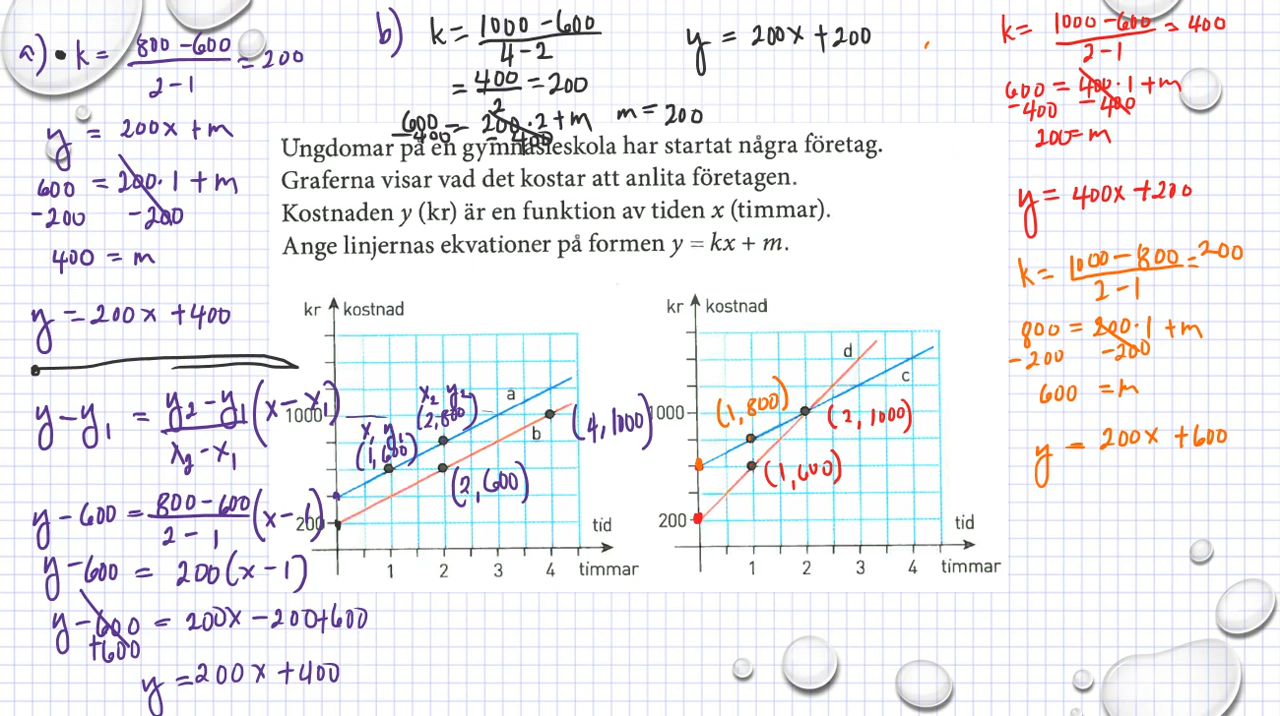 a) • k = 800 - 600 / 2 - 1 = 200
y = 200x + m
600 = 200·1 + m
-200 -200
400 = m
y = 200x + 400
y - y₁ = y₂ - y₁ / x₂ - x₁ (x - x₁)
y - 600 = 800 - 600 / 2 - 1 (x - 1)
y - 600 = 200(x - 1)
y - 600 = 200x - 200 + 600
+600
y = 200x + 400
b) k = 1000 - 600 / 4 - 2
= 400 / 2 = 200
600 = 200·2 + m
-400 -400
m = 200
y = 200x + 200
k = 1000 - 600 / 2 - 1 = 400
600 = 400·1 + m
-400 -400
200 = m
y = 400x + 200
k = 1000 - 800 / 2 - 1 = 200
800 = 200·1 + m
-200 -200
600 = m
y = 200x + 600
Ungdomar på en gymnasieskola har startat några företag.
Graferna visar vad det kostar att anlita företagen.
Kostnaden y (kr) är en funktion av tiden x (timmar).
Ange linjernas ekvationer på formen y = kx + m.
kr kostnad
1000
200
x₁ y₁
(1, 600)
x₂ y₂
(2, 800)
a
b
(4, 1000)
(2, 600)
tid
1 2 3 4 timmar
kr kostnad
1000
200
(1, 800)
d
c
(2, 1000)
(1, 600)
tid
1 2 3 4 timmar